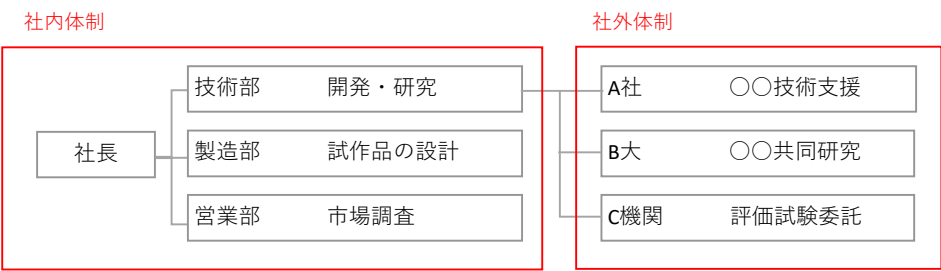 社内体制
社外体制
社長
技術部 開発・研究
製造部 試作品の設計
営業部 市場調査
A社 〇〇技術支援
B大 〇〇共同研究
C機関 評価試験委託